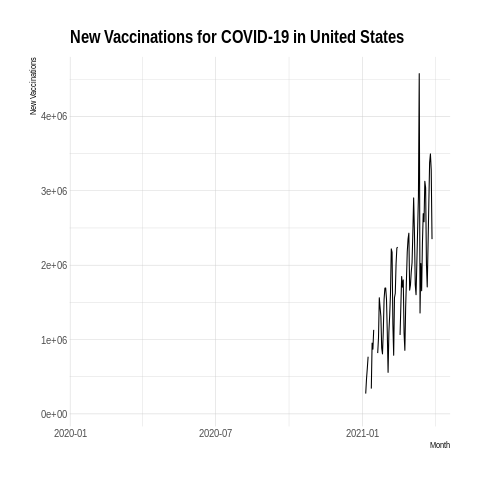 New Vaccinations for COVID-19 in United States
New Vaccinations
4e+06
3e+06
2e+06
1e+06
0e+00
2020-01 2020-07 2021-01
Month